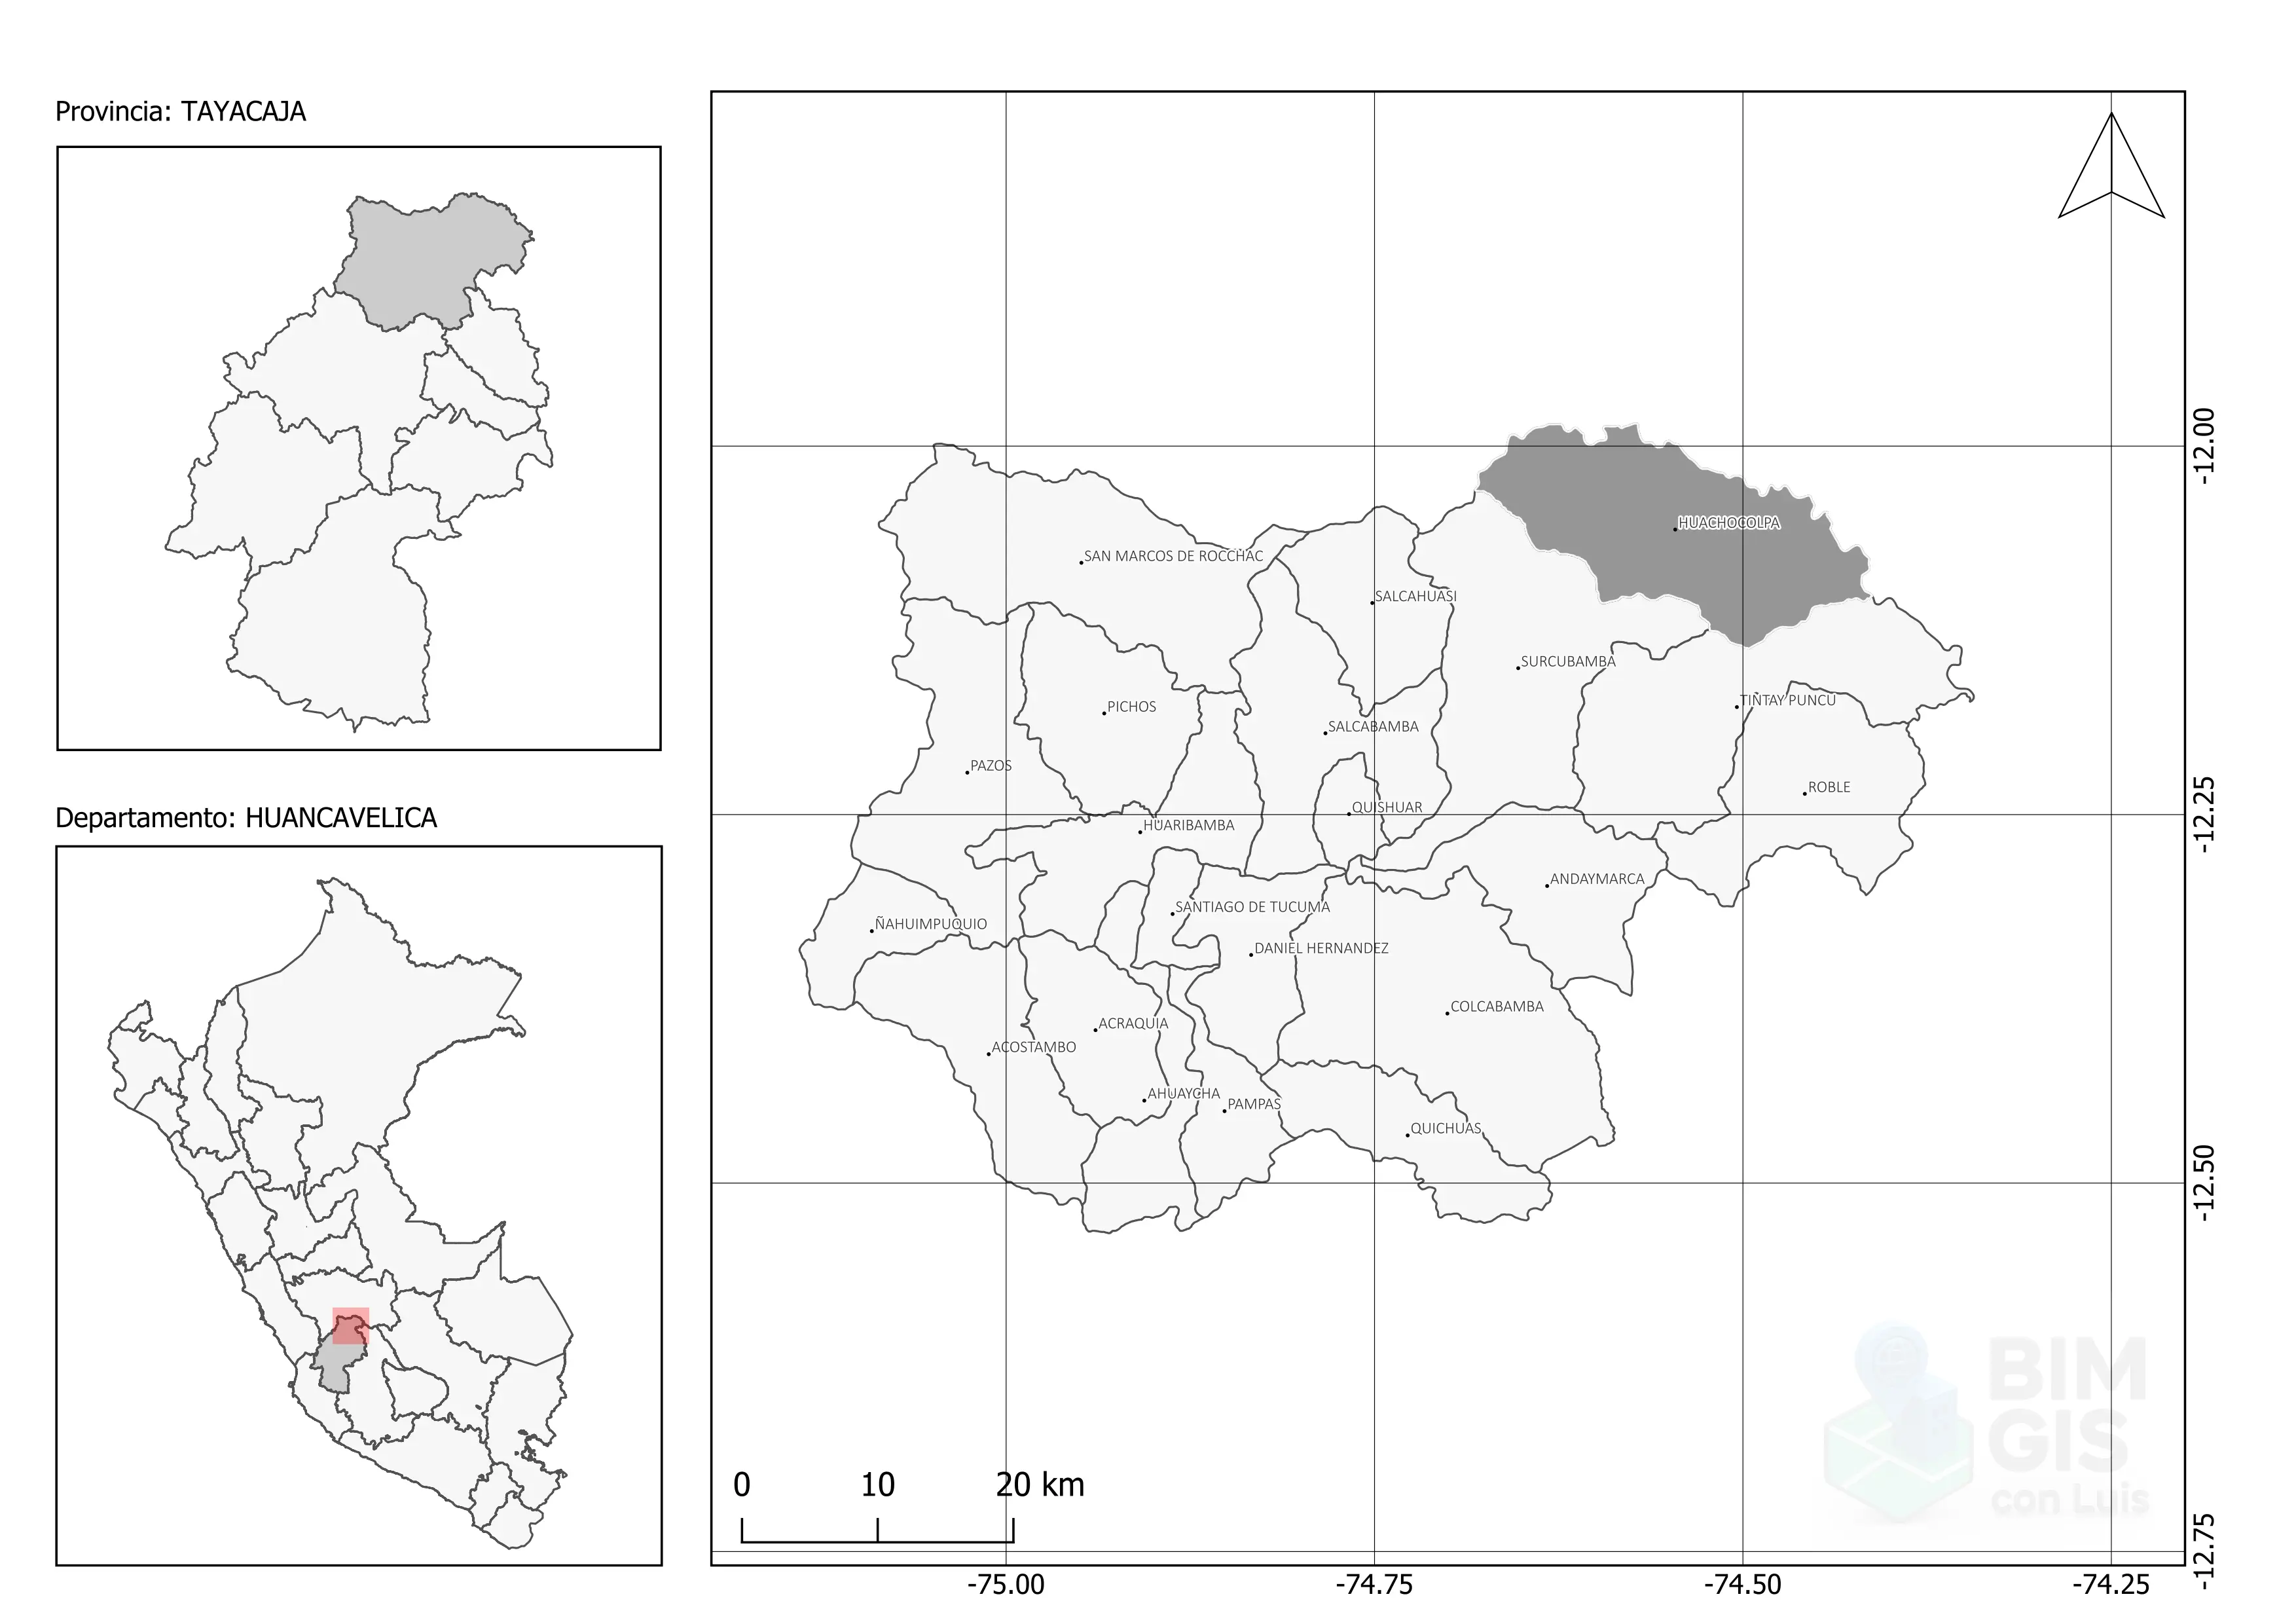 Provincia: TAYACAJA
Departamento: HUANCAVELICA
HUACHOCOLPA
SAN MARCOS DE ROCCHAC
SALCAHUASI
SURCUBAMBA
TINTAY PUNCU
PICHOS
SALCABAMBA
PAZOS
ROBLE
QUISHUAR
HUARIBAMBA
ANDAYMARCA
SANTIAGO DE TUCUMA
ÑAHUIMPUQUIO
DANIEL HERNANDEZ
COLCABAMBA
ACRAQUIA
ACOSTAMBO
AHUAYCHA
PAMPAS
QUICHUAS
-12.00
-12.25
-12.50
-12.75
BIM
GIS
con Luis
0 10 20 km
-75.00 -74.75 -74.50 -74.25